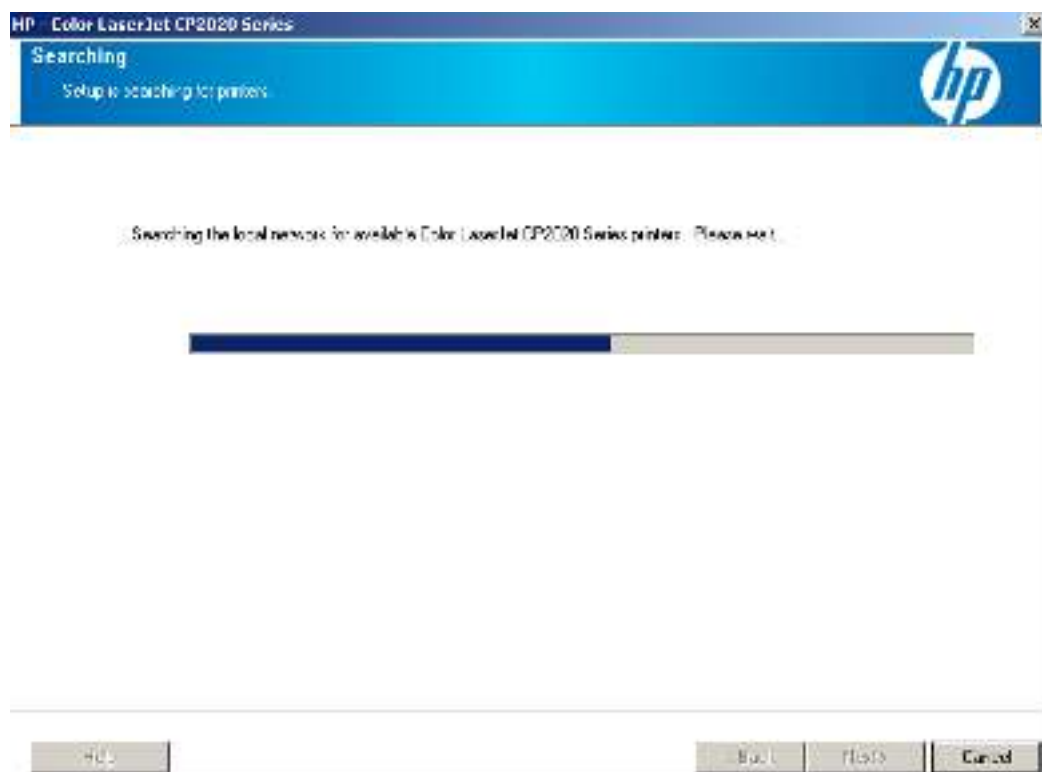 HP Color LaserJet CP2020 Series
Searching
Setup is searching for printers.
hp
Searching the local network for available Color LaserJet CP2020 Series printers. Please wait.
Help
Back
Next
Cancel